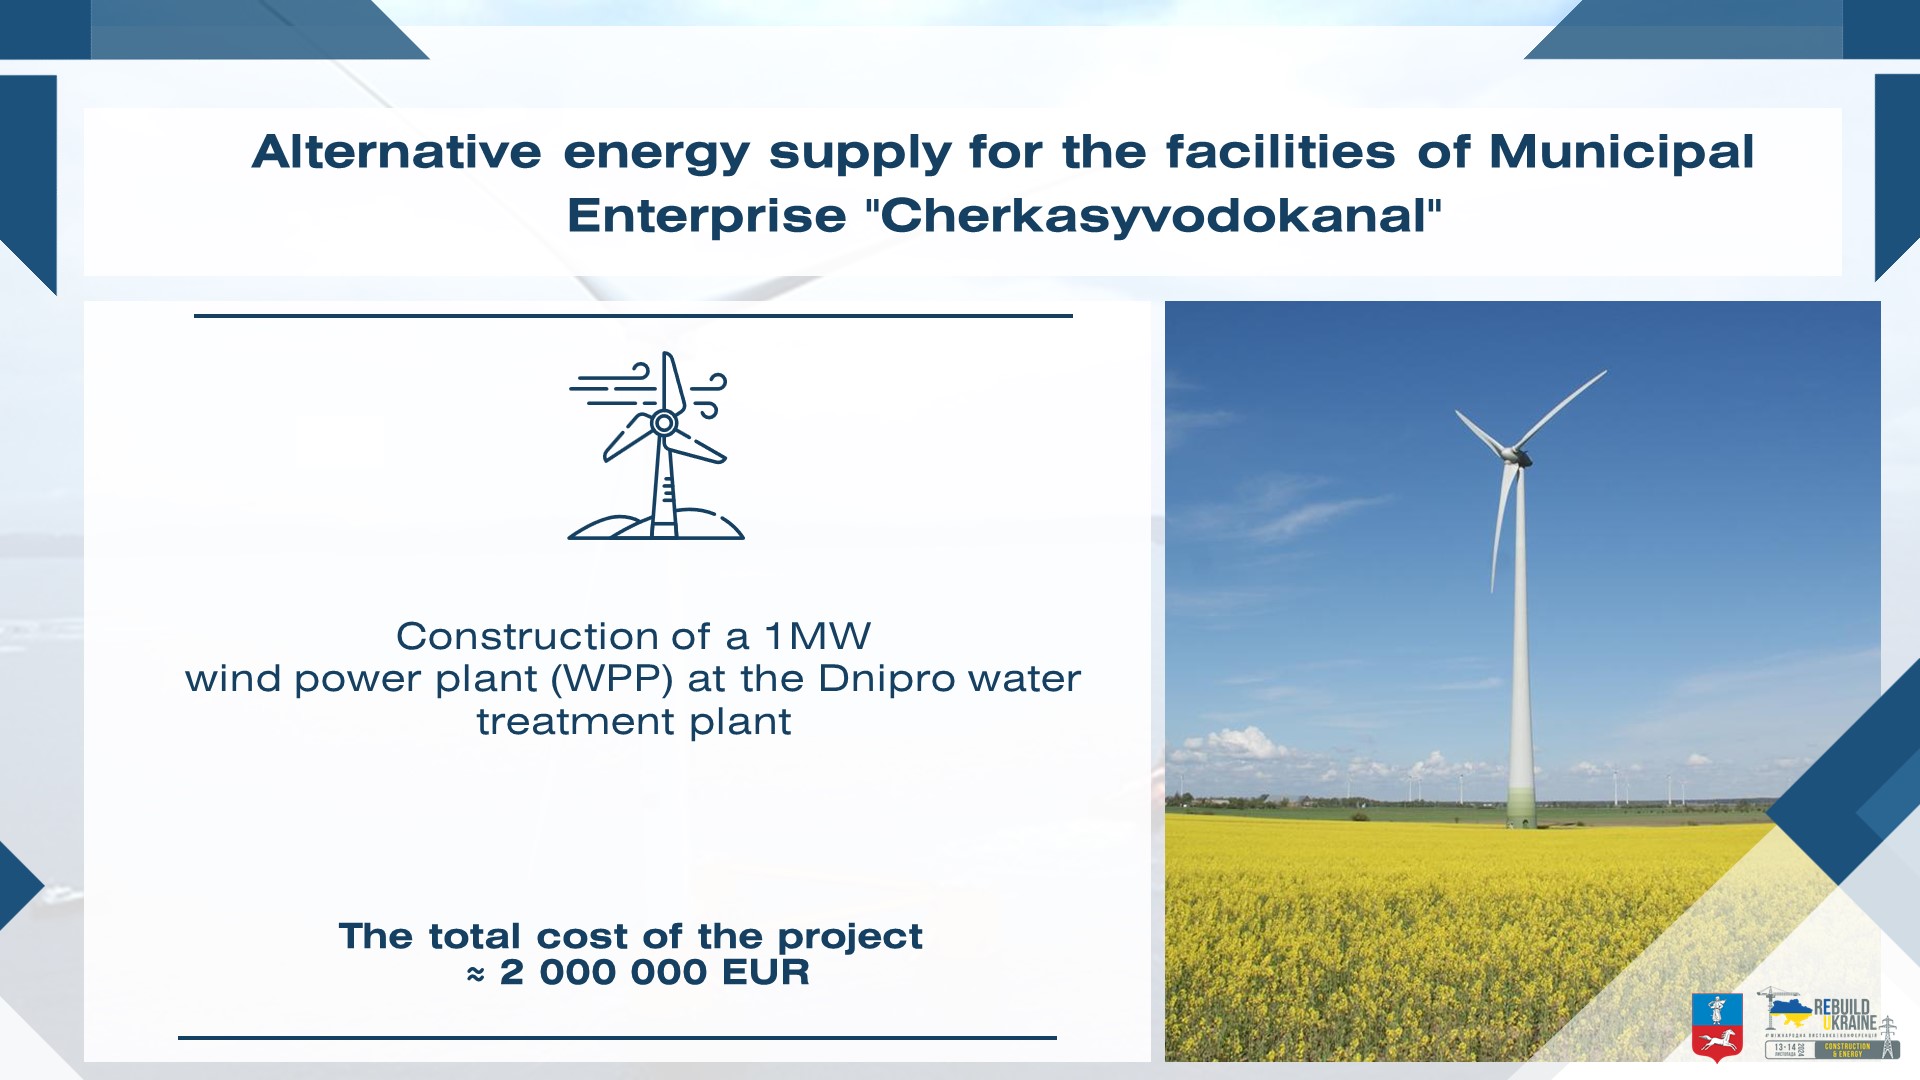 Alternative energy supply for the facilities of Municipal
Enterprise "Cherkasyvodokanal"
Construction of a 1MW
wind power plant (WPP) at the Dnipro water
treatment plant
The total cost of the project
≈ 2 000 000 EUR
REBUILD
UKRAINE
13-14
ЛИСТОПАДА
2024
CONSTRUCTION
& ENERGY